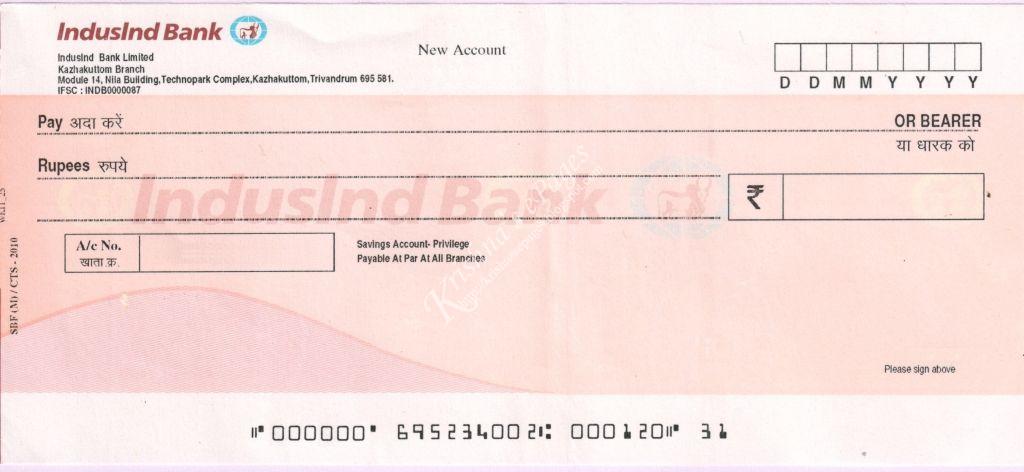 IndusInd Bank
IndusInd Bank Limited
Kazhakuttom Branch
Module 14, Nila Building,Technopark Complex,Kazhakuttom,Trivandrum 695 581.
IFSC : INDB0000087
New Account
D D M M Y Y Y Y
Pay अदा करें
OR BEARER
या धारक को
Rupees रुपये
IndusInd Bank
₹
A/c No.
खाता क्र.
Savings Account- Privilege
Payable At Par At All Branches
SBF (M) / CTS - 2010
Please sign above
⑈000000⑈ 695234002⑆ 000120⑈ 31